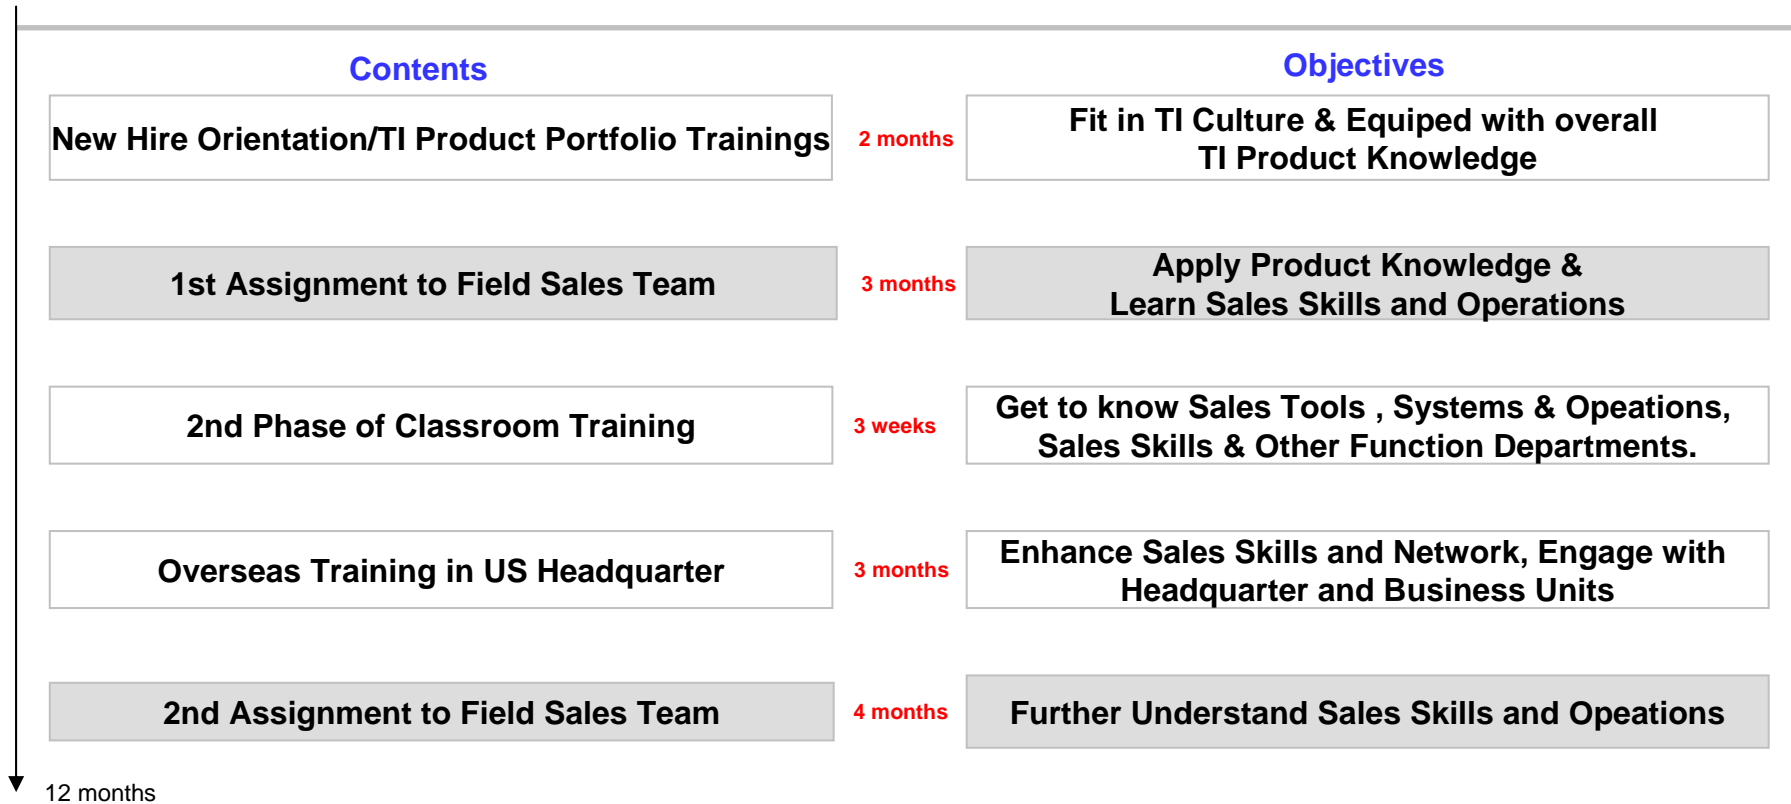 Contents
Objectives
New Hire Orientation/TI Product Portfolio Trainings
2 months
Fit in TI Culture & Equiped with overall
TI Product Knowledge
1st Assignment to Field Sales Team
3 months
Apply Product Knowledge &
Learn Sales Skills and Operations
2nd Phase of Classroom Training
3 weeks
Get to know Sales Tools , Systems & Opeations,
Sales Skills & Other Function Departments.
Overseas Training in US Headquarter
3 months
Enhance Sales Skills and Network, Engage with
Headquarter and Business Units
2nd Assignment to Field Sales Team
4 months
Further Understand Sales Skills and Opeations
12 months